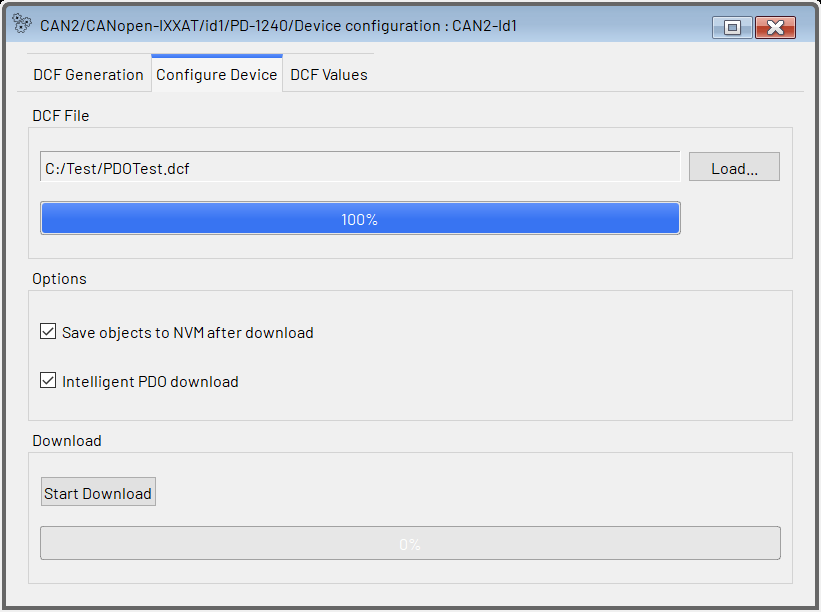 CAN2/CANopen-IXXAT/id1/PD-1240/Device configuration : CAN2-Id1
DCF Generation Configure Device DCF Values
DCF File
C:/Test/PDOTest.dcf Load...
100%
Options
Save objects to NVM after download
Intelligent PDO download
Download
Start Download
0%